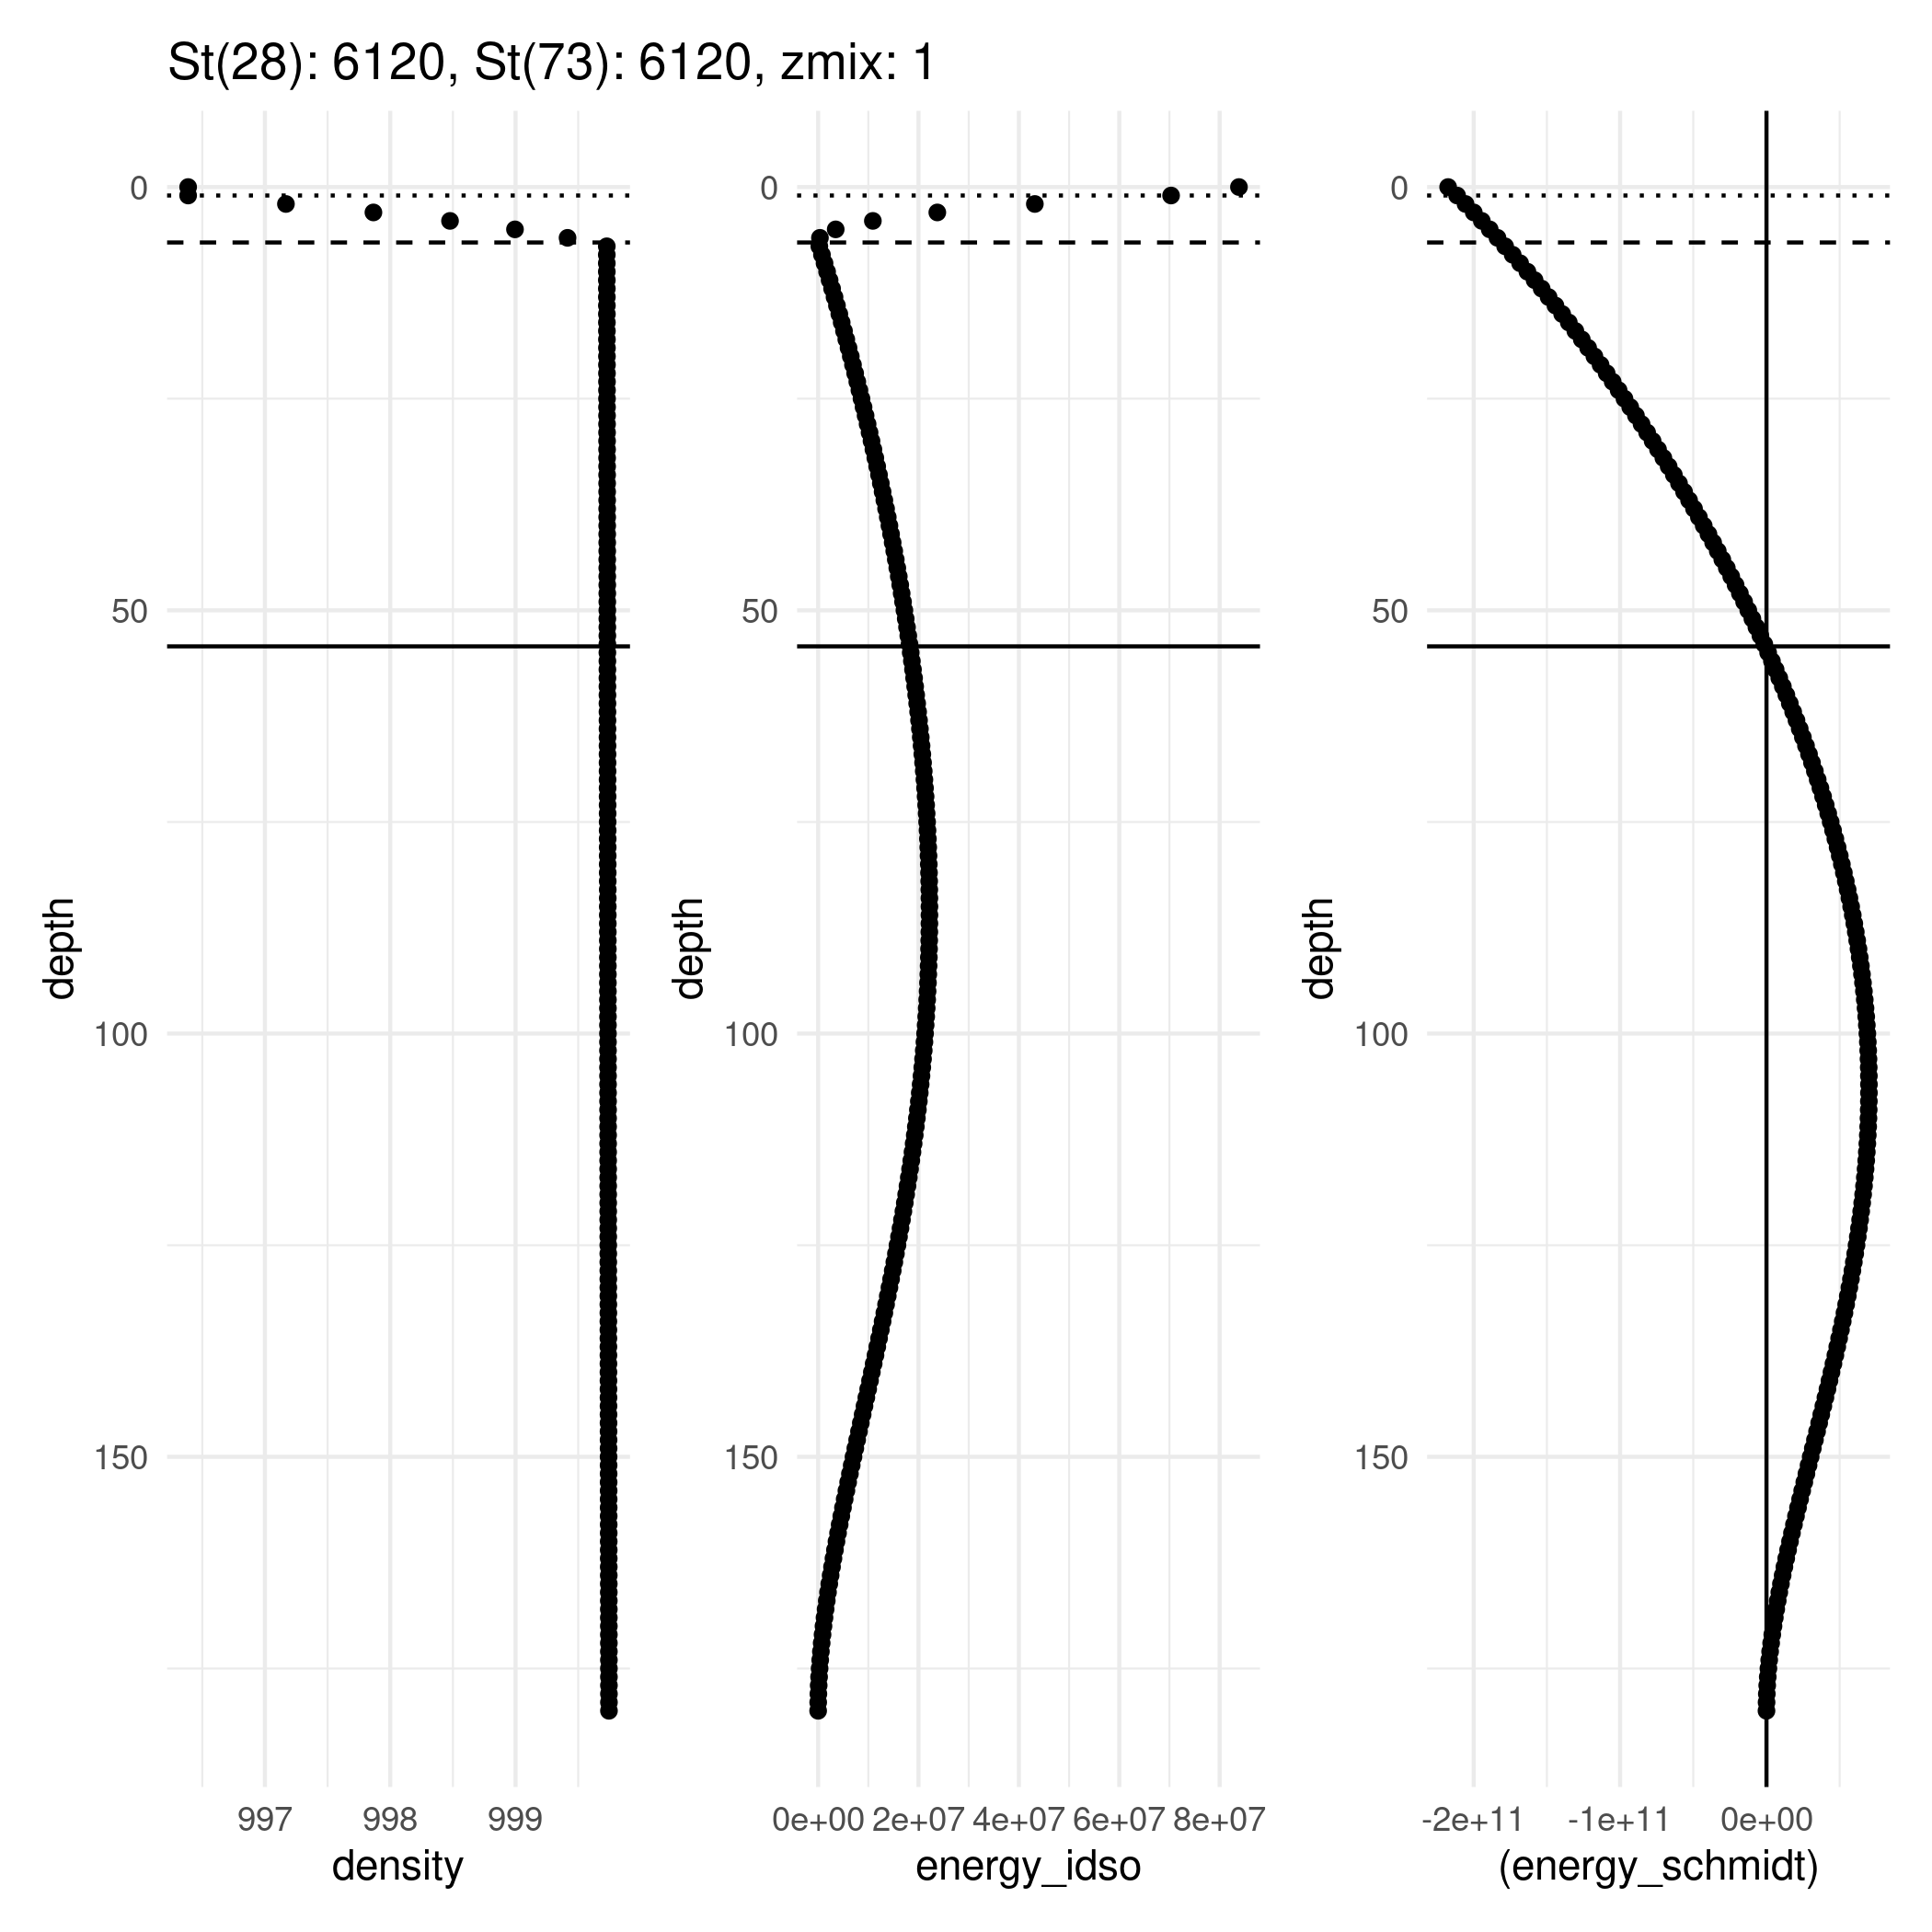 St(28): 6120, St(73): 6120, zmix: 1
0
50
100
150
depth
997
998
999
density
0
50
100
150
depth
0e+00
2e+07
4e+07
6e+07
8e+07
energy_idso
0
50
100
150
depth
-2e+11
-1e+11
0e+00
(energy_schmidt)